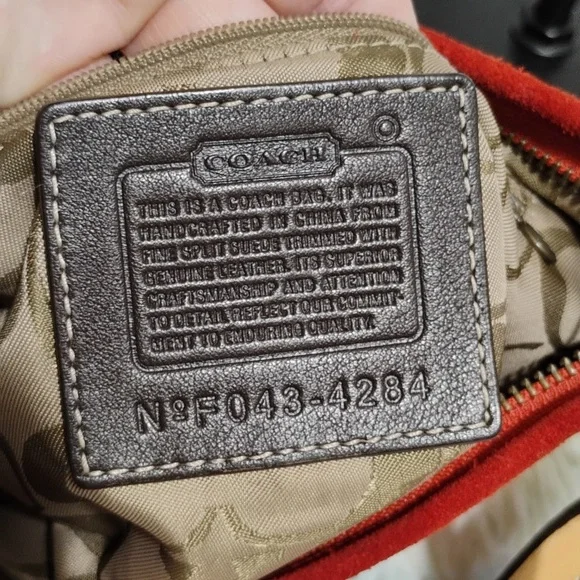 COACH
THIS IS A COACH BAG. IT WAS
HANDCRAFTED IN CHINA FROM
FINE SPLIT SUEDE TRIMMED WITH
GENUINE LEATHER. ITS SUPERIOR
CRAFTSMANSHIP AND ATTENTION
TO DETAIL REFLECT OUR COMMIT-
MENT TO ENDURING QUALITY.
NºF043-4284